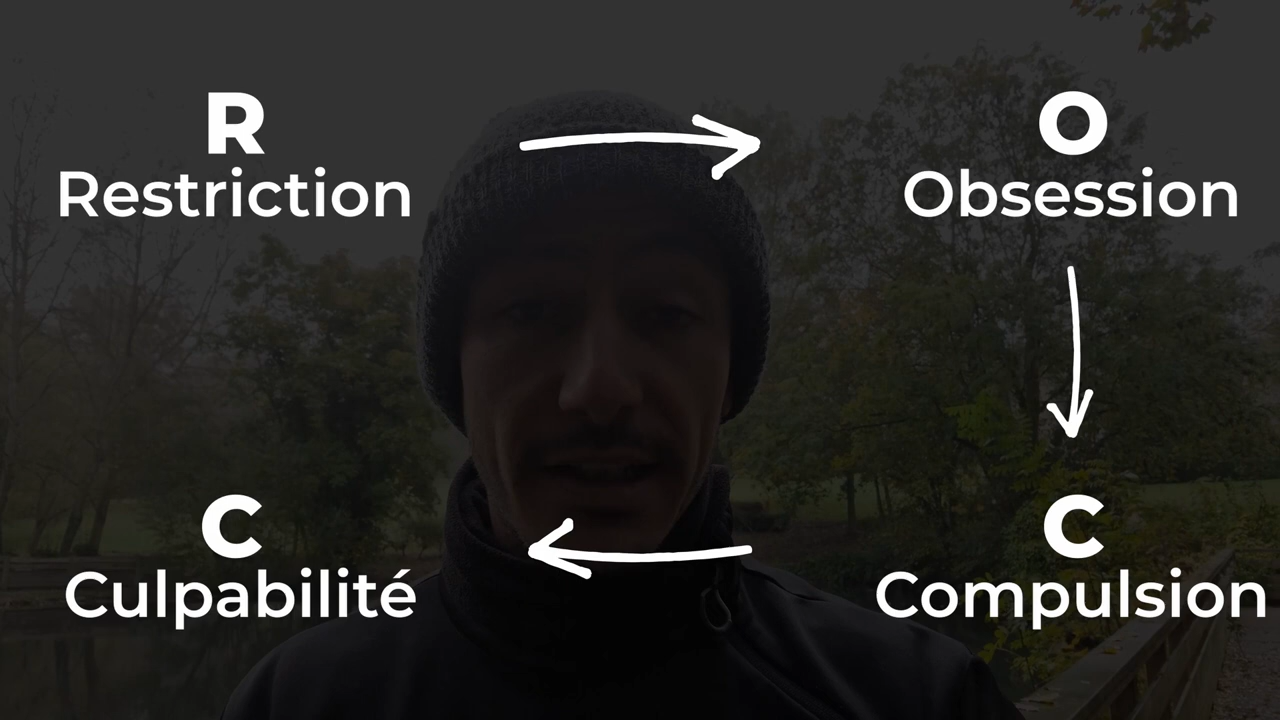 R
Restriction
O
Obsession
C
Culpabilité
C
Compulsion